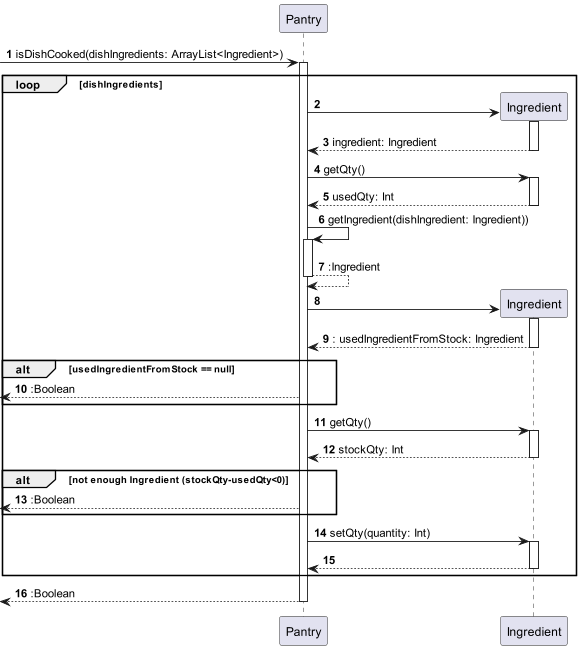 Pantry
1 isDishCooked(dishIngredients: ArrayList<Ingredient>)
loop [dishIngredients]
2
Ingredient
3 ingredient: Ingredient
4 getQty()
5 usedQty: Int
6 getIngredient(dishIngredient: Ingredient))
7 :Ingredient
8
Ingredient
9 : usedIngredientFromStock: Ingredient
alt [usedIngredientFromStock == null]
10 :Boolean
11 getQty()
12 stockQty: Int
alt [not enough Ingredient (stockQty-usedQty<0)]
13 :Boolean
14 setQty(quantity: Int)
15
16 :Boolean
Pantry Ingredient